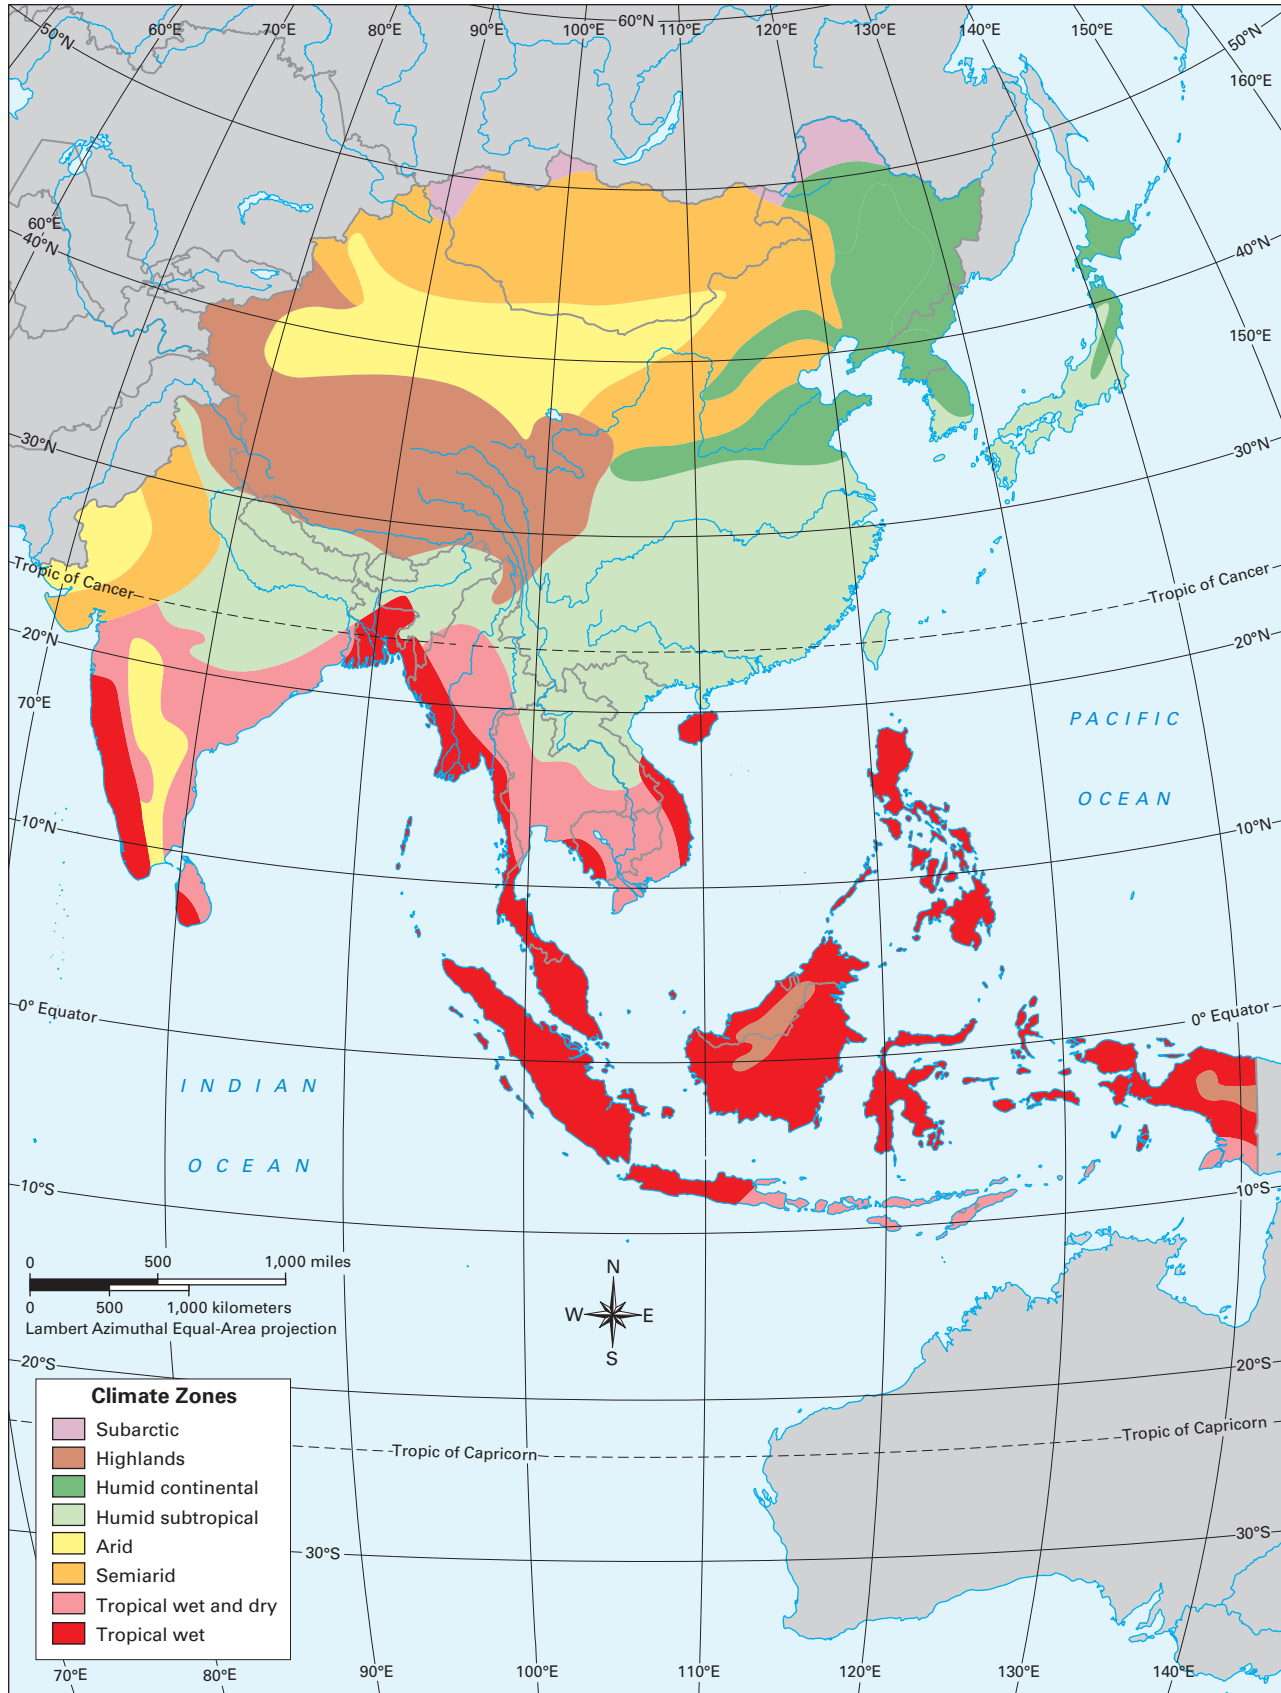 60°N
50°N
60°E
70°E
80°E
90°E
100°E
110°E
120°E
130°E
140°E
150°E
50°N
160°E
60°E
40°N
40°N
150°E
30°N
30°N
Tropic of Cancer
Tropic of Cancer
20°N
20°N
70°E
PACIFIC
OCEAN
10°N
10°N
0° Equator
0° Equator
INDIAN
OCEAN
10°S
10°S
0 500 1,000 miles
0 500 1,000 kilometers
Lambert Azimuthal Equal-Area projection
N
W E
S
20°S
20°S
Climate Zones
Subarctic
Highlands
Humid continental
Humid subtropical
Arid
Semiarid
Tropical wet and dry
Tropical wet
Tropic of Capricorn
Tropic of Capricorn
30°S
30°S
70°E
80°E
90°E
100°E
110°E
120°E
130°E
140°E